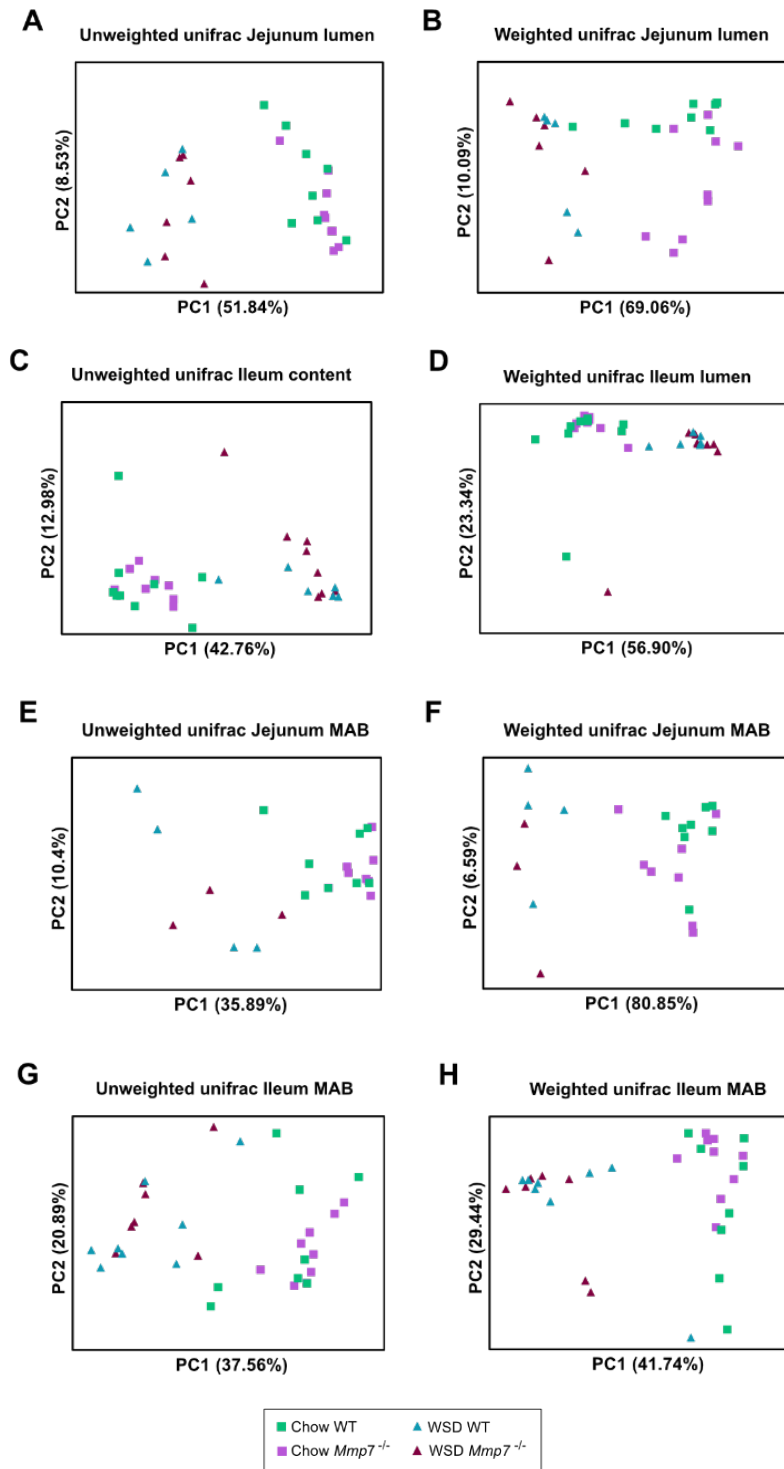 A
Unweighted unifrac Jejunum lumen
PC2 (8.53%)
PC1 (51.84%)
B
Weighted unifrac Jejunum lumen
PC2 (10.09%)
PC1 (69.06%)
C
Unweighted unifrac Ileum content
PC2 (12.98%)
PC1 (42.76%)
D
Weighted unifrac Ileum lumen
PC2 (23.34%)
PC1 (56.90%)
E
Unweighted unifrac Jejunum MAB
PC2 (10.4%)
PC1 (35.89%)
F
Weighted unifrac Jejunum MAB
PC2 (6.59%)
PC1 (80.85%)
G
Unweighted unifrac Ileum MAB
PC2 (20.89%)
PC1 (37.56%)
H
Weighted unifrac Ileum MAB
PC2 (29.44%)
PC1 (41.74%)
Chow WT
WSD WT
Chow Mmp7 -/-
WSD Mmp7 -/-